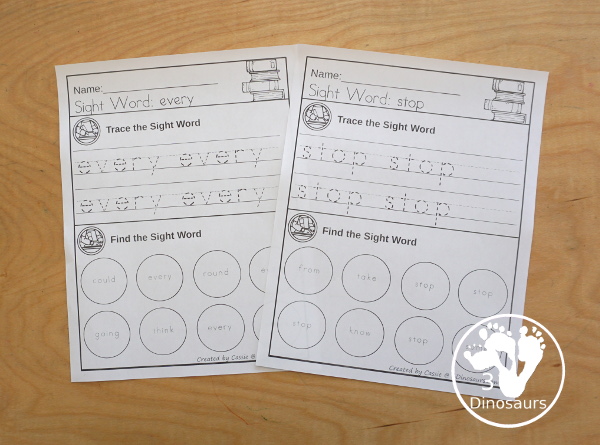 Name:
Sight Word: every
Trace the Sight Word
every every
every every
Find the Sight Word
could every round
going think every
Created by Cassie @
Name:
Sight Word: stop
Trace the Sight Word
stop stop
stop stop
Find the Sight Word
from take stop stop
stop know stop
Created by Cassie @ 3 Dinosaurs
3
Dinosaurs